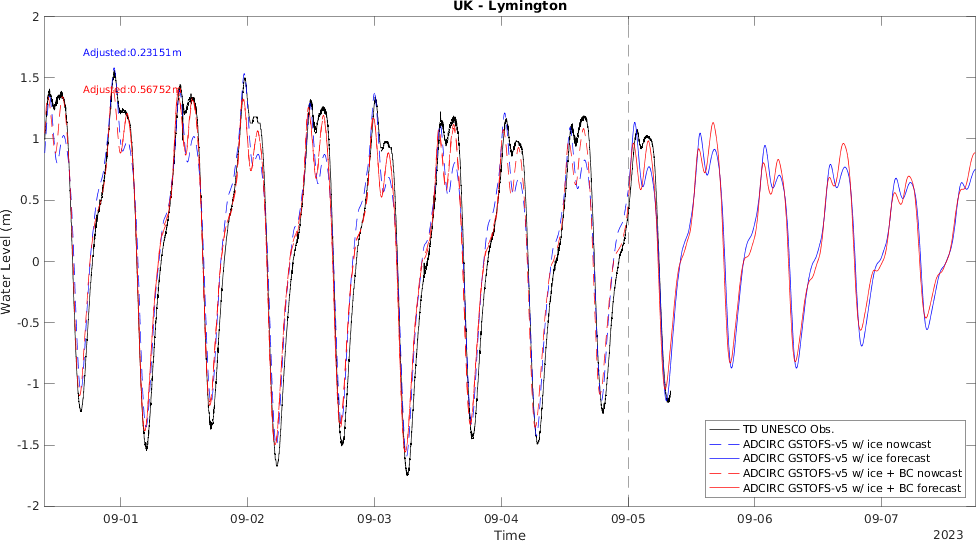 UK - Lymington
2
1.5
1
0.5
0
-0.5
-1
-1.5
-2
Water Level (m)
Adjusted:0.23151m
Adjusted:0.56752m
TD UNESCO Obs.
ADCIRC GSTOFS-v5 w/ ice nowcast
ADCIRC GSTOFS-v5 w/ ice forecast
ADCIRC GSTOFS-v5 w/ ice + BC nowcast
ADCIRC GSTOFS-v5 w/ ice + BC forecast
09-01 09-02 09-03 09-04 09-05 09-06 09-07
Time
2023